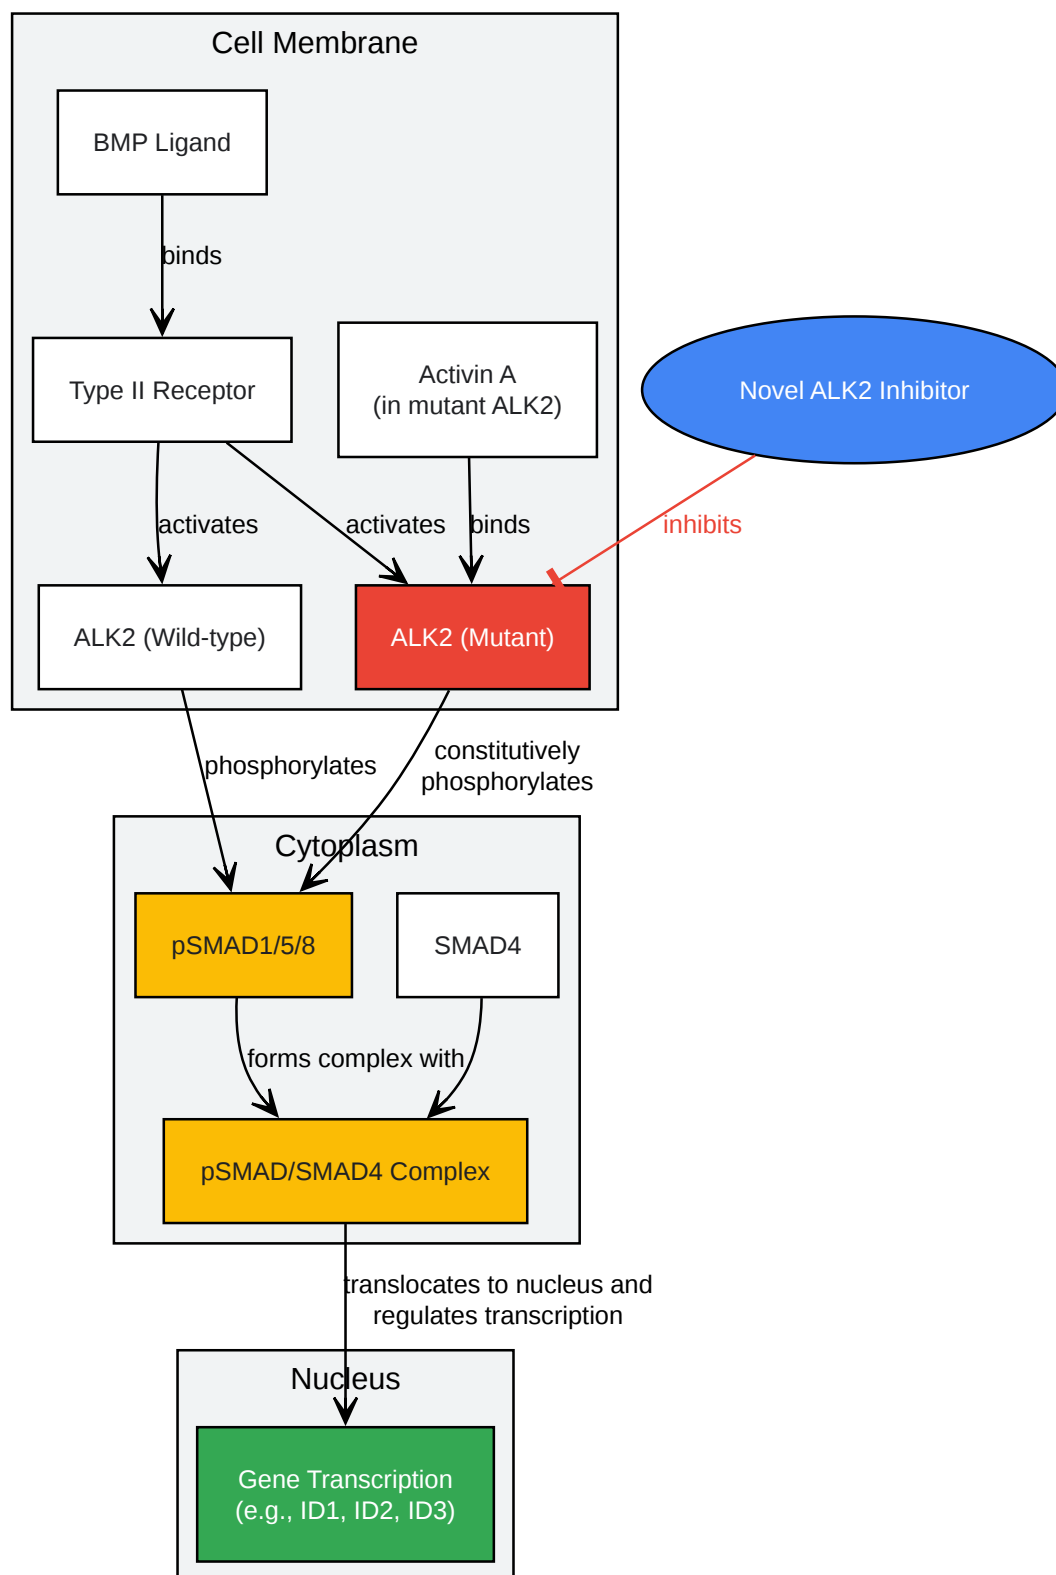 Cell Membrane
BMP Ligand
binds
Type II Receptor
Activin A
(in mutant ALK2)
Novel ALK2 Inhibitor
activates
activates
binds
inhibits
ALK2 (Wild-type)
ALK2 (Mutant)
phosphorylates
constitutively
phosphorylates
Cytoplasm
pSMAD1/5/8
SMAD4
forms complex with
pSMAD/SMAD4 Complex
translocates to nucleus and
regulates transcription
Nucleus
Gene Transcription
(e.g., ID1, ID2, ID3)